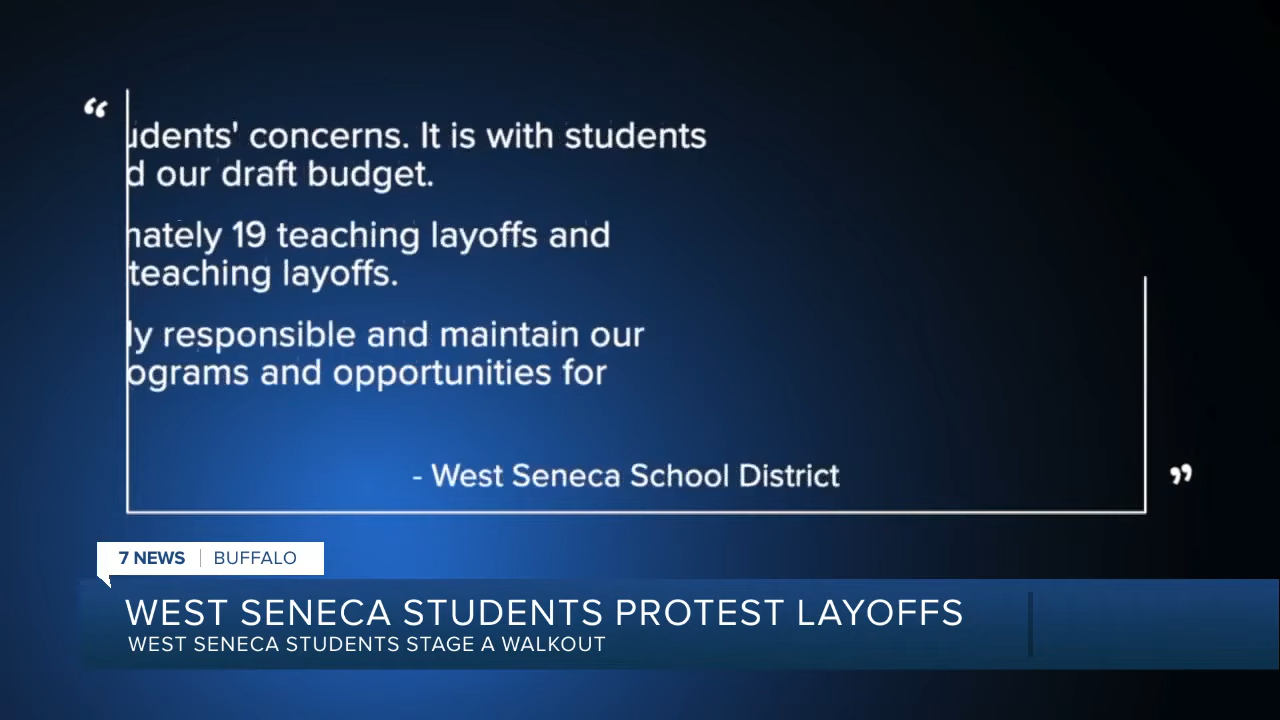 “
udents' concerns. It is with students
d our draft budget.
nately 19 teaching layoffs and
teaching layoffs.
ly responsible and maintain our
ograms and opportunities for
- West Seneca School District
”
7 NEWS | BUFFALO
WEST SENECA STUDENTS PROTEST LAYOFFS
WEST SENECA STUDENTS STAGE A WALKOUT